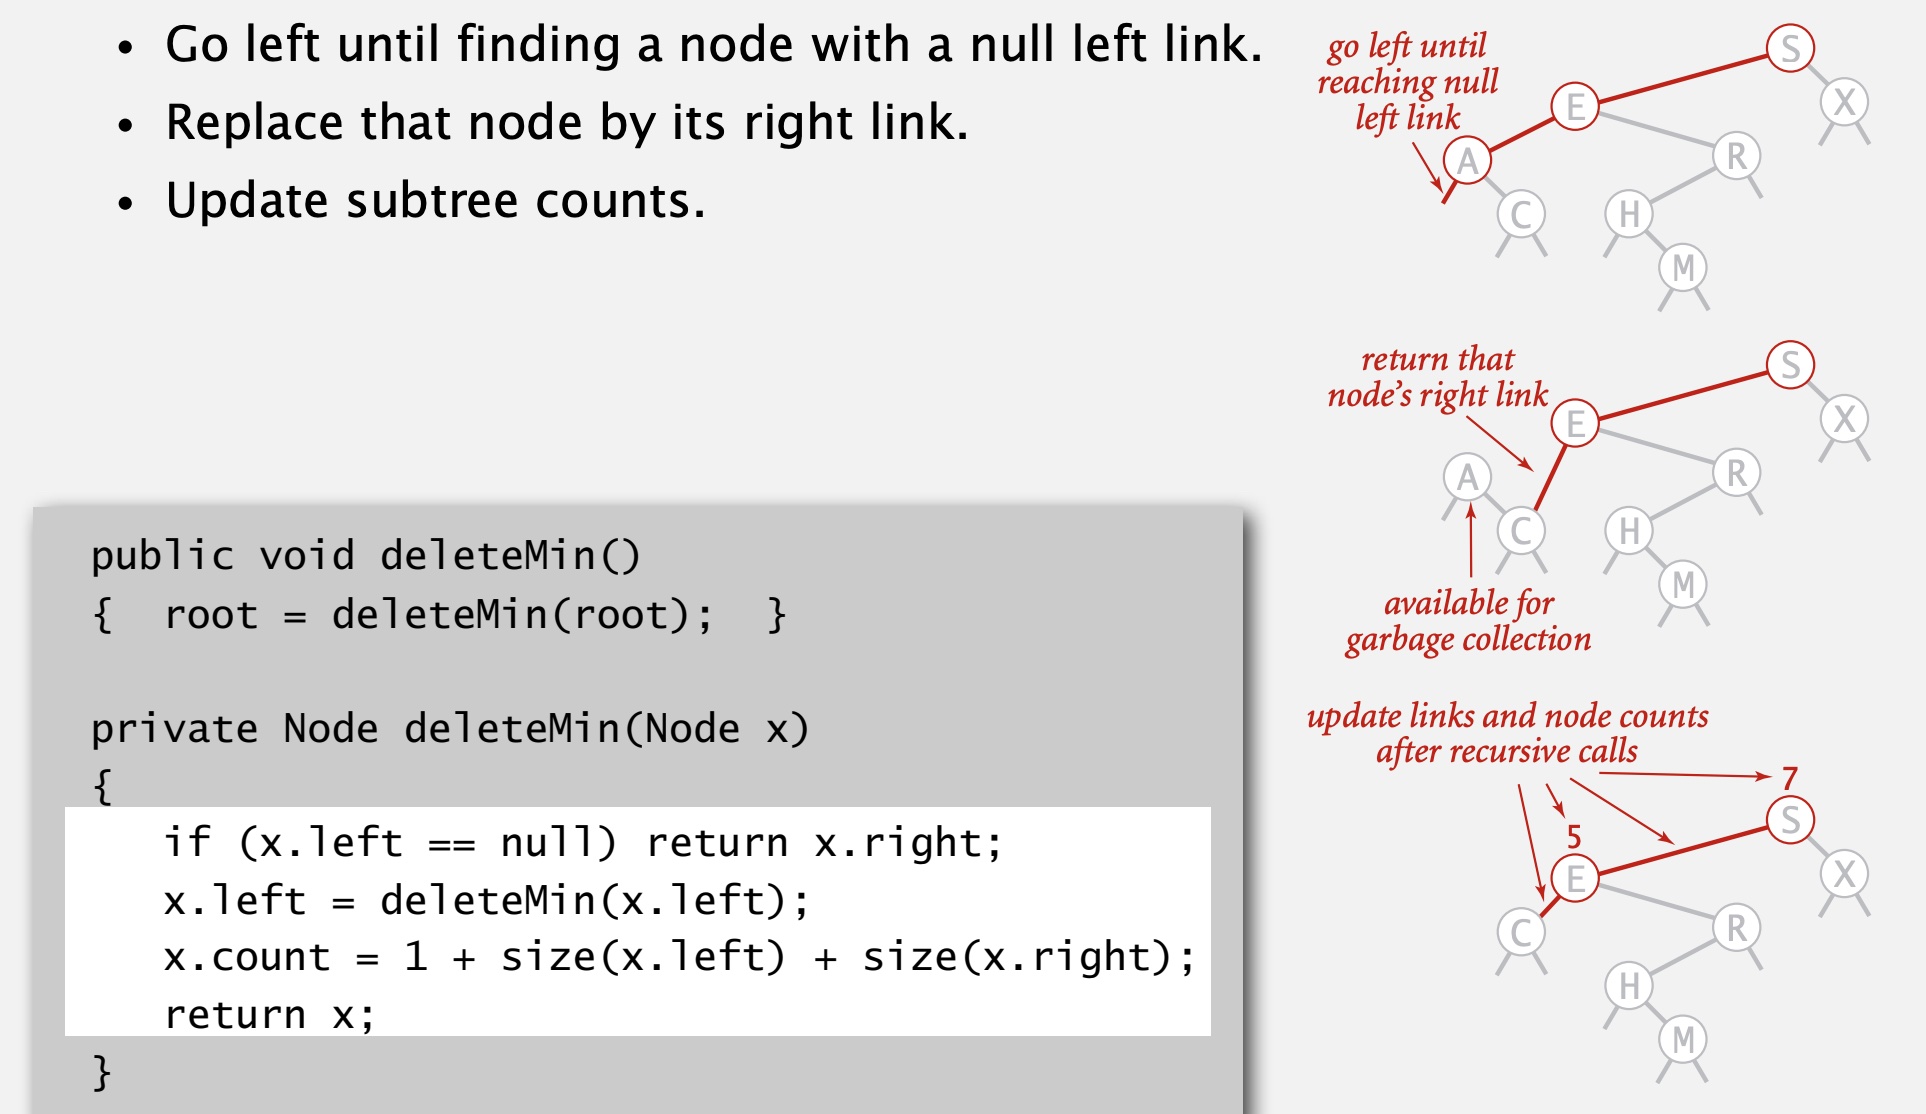 • Go left until finding a node with a null left link.
• Replace that node by its right link.
• Update subtree counts.
public void deleteMin()
{  root = deleteMin(root);  }
private Node deleteMin(Node x)
{
   if (x.left == null) return x.right;
   x.left = deleteMin(x.left);
   x.count = 1 + size(x.left) + size(x.right);
   return x;
}
go left until
reaching null
left link
S
E
X
A
R
C
H
M
return that
node's right link
S
E
X
A
R
C
H
M
available for
garbage collection
update links and node counts
after recursive calls
7
S
5
E
X
C
R
H
M